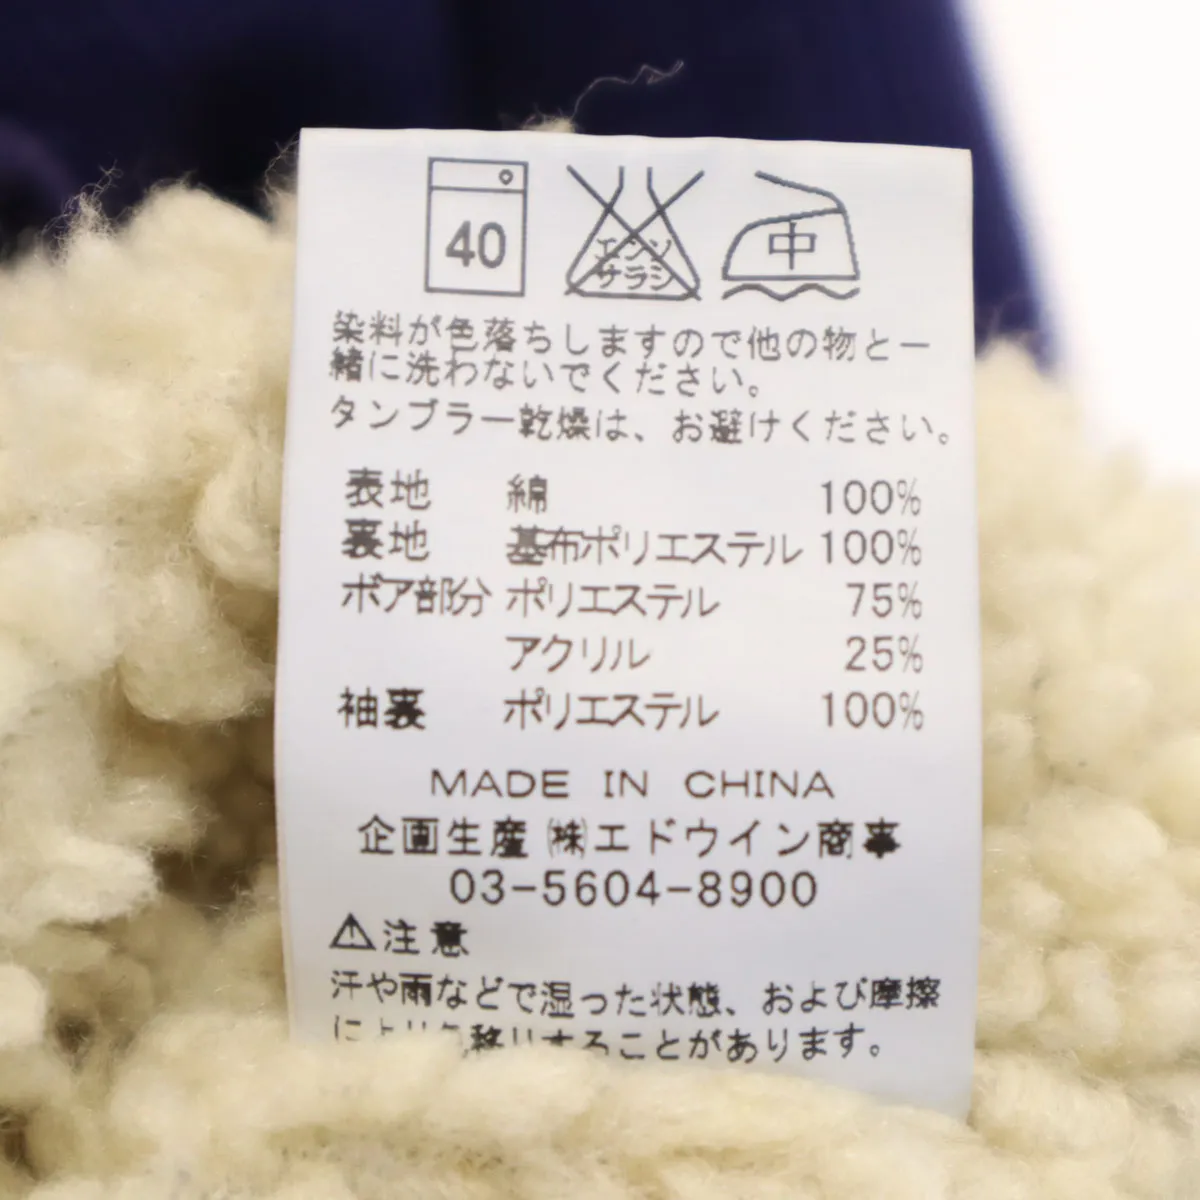 40
エンソ
サラシ
中
染料が色落ちしますので他の物と一
緒に洗わないでください。
タンブラー乾燥は、お避けください。
表地 綿 100%
裏地 基布ポリエステル 100%
ボア部分 ポリエステル 75%
アクリル 25%
袖裏 ポリエステル 100%
MADE IN CHINA
企画生産 ㈱エドウイン商事
03-5604-8900
⚠注意
汗や雨などで湿った状態、および摩擦
により色移りすることがあります。